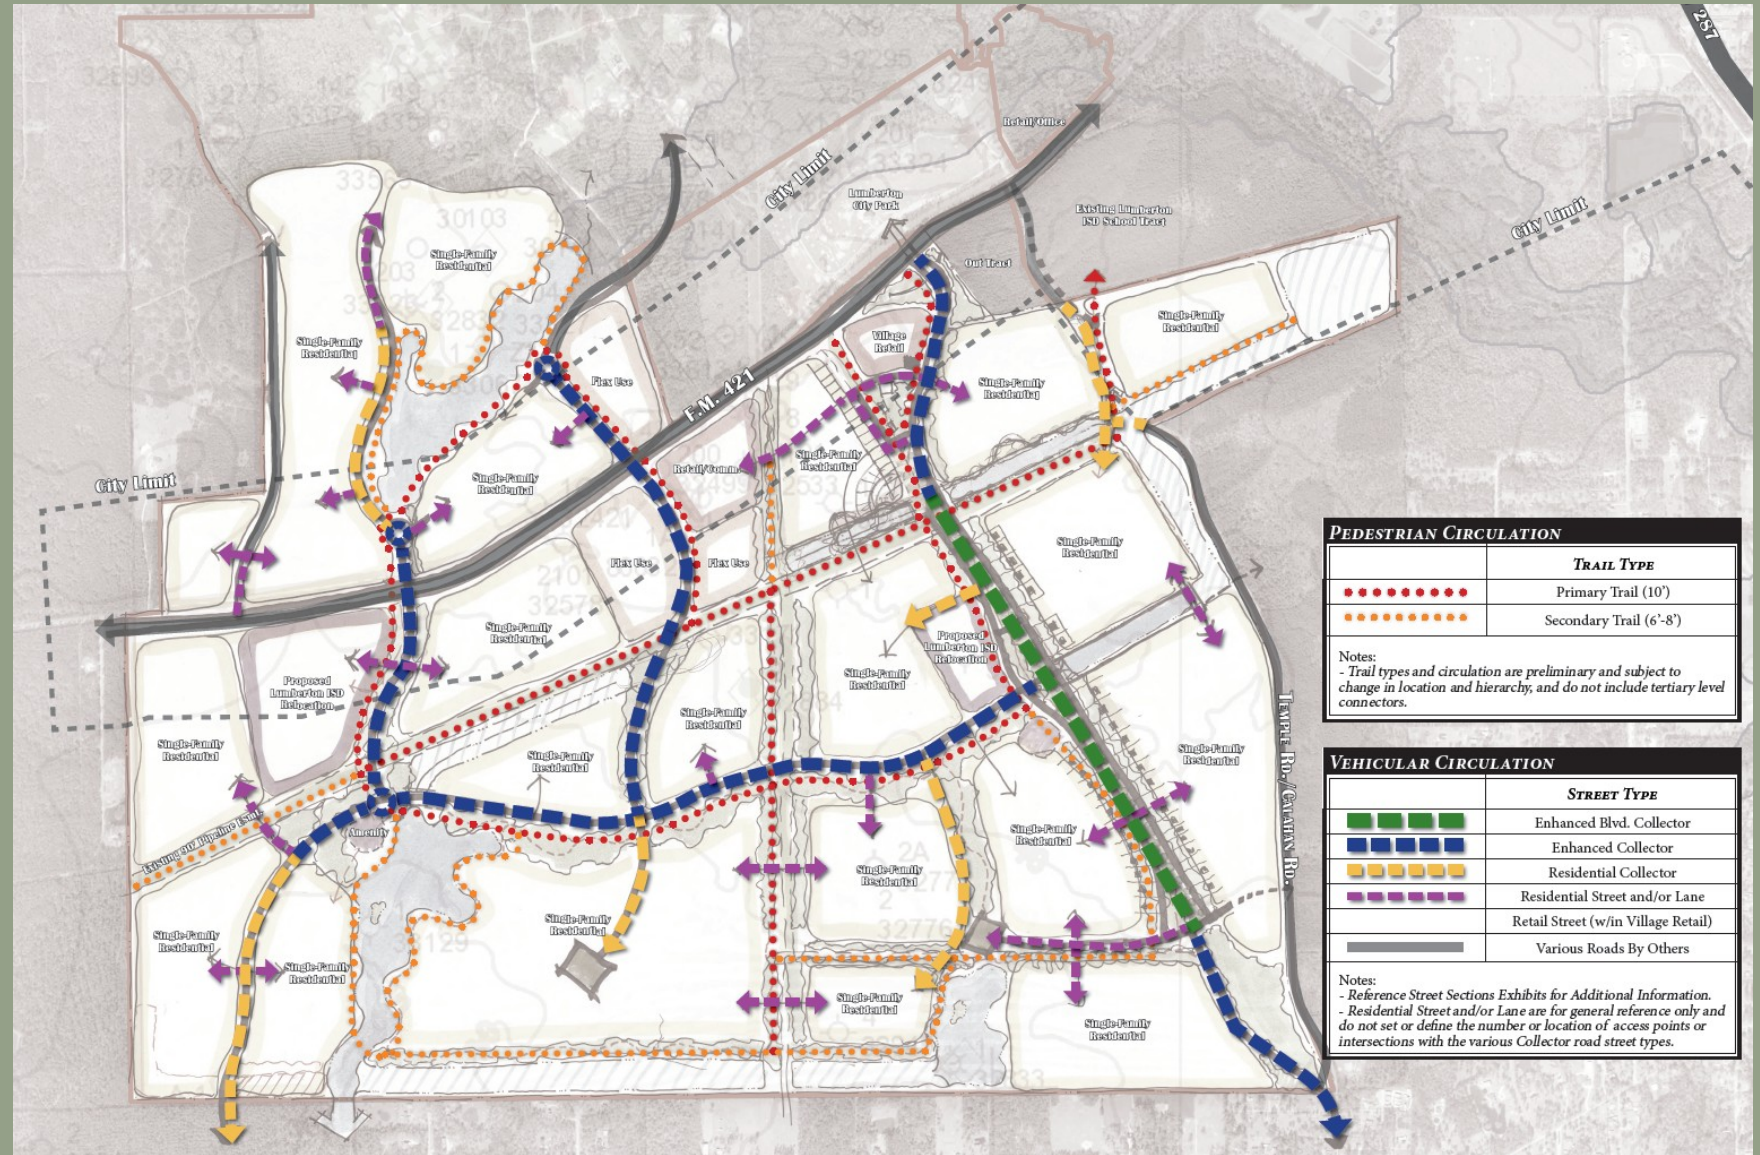 287
Retail/Office
City Limit
Lumberton
City Park
Existing Lumberton
ISD School Tract
City Limit
Single-Family
Residential
Out Tract
Single-Family
Residential
Single-Family
Residential
Village
Retail
Flex Use
F.M. 421
Single-Family
Residential
City Limit
Single-Family
Residential
Retail/Comm.
Single-Family
Residential
Single-Family
Residential
Flex Use
Flex Use
Single-Family
Residential
Proposed
Lumberton ISD
Relocation
Single-Family
Residential
Proposed
Lumberton ISD
Relocation
Single-Family
Residential
Single-Family
Residential
Single-Family
Residential
Single-Family
Residential
Temple Rd./Calahn Rd.
Existing 90' Pipeline Esmt.
Amenity
Single-Family
Residential
Single-Family
Residential
Single-Family
Residential
Single-Family
Residential
Single-Family
Residential
Single-Family
Residential
Single-Family
Residential
Pedestrian Circulation
Trail Type
Primary Trail (10')
Secondary Trail (6'-8')
Notes:
- Trail types and circulation are preliminary and subject to
change in location and hierarchy, and do not include tertiary level
connectors.
Vehicular Circulation
Street Type
Enhanced Blvd. Collector
Enhanced Collector
Residential Collector
Residential Street and/or Lane
Retail Street (w/in Village Retail)
Various Roads By Others
Notes:
- Reference Street Sections Exhibits for Additional Information.
- Residential Street and/or Lane are for general reference only and
do not set or define the number or location of access points or
intersections with the various Collector road street types.